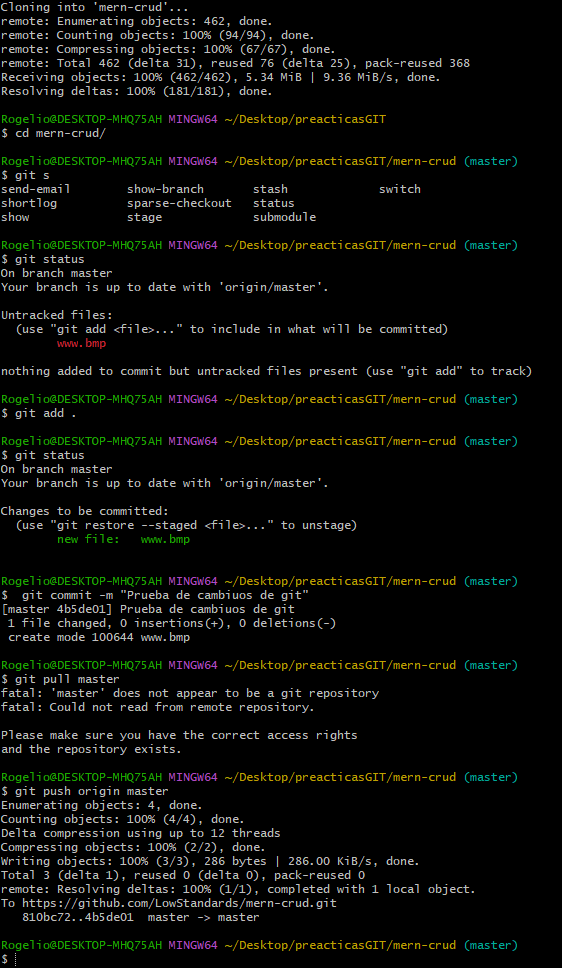 Cloning into 'mern-crud'...
remote: Enumerating objects: 462, done.
remote: Counting objects: 100% (94/94), done.
remote: Compressing objects: 100% (67/67), done.
remote: Total 462 (delta 31), reused 76 (delta 25), pack-reused 368
Receiving objects: 100% (462/462), 5.34 MiB | 9.36 MiB/s, done.
Resolving deltas: 100% (181/181), done.

Rogelio@DESKTOP-MHQ75AH MINGW64 ~/Desktop/preacticasGIT
$ cd mern-crud/

Rogelio@DESKTOP-MHQ75AH MINGW64 ~/Desktop/preacticasGIT/mern-crud (master)
$ git s
send-email        show-branch       stash             switch
shortlog          sparse-checkout   status
show              stage             submodule

Rogelio@DESKTOP-MHQ75AH MINGW64 ~/Desktop/preacticasGIT/mern-crud (master)
$ git status
On branch master
Your branch is up to date with 'origin/master'.

Untracked files:
  (use "git add <file>..." to include in what will be committed)
        www.bmp

nothing added to commit but untracked files present (use "git add" to track)

Rogelio@DESKTOP-MHQ75AH MINGW64 ~/Desktop/preacticasGIT/mern-crud (master)
$ git add .

Rogelio@DESKTOP-MHQ75AH MINGW64 ~/Desktop/preacticasGIT/mern-crud (master)
$ git status
On branch master
Your branch is up to date with 'origin/master'.

Changes to be committed:
  (use "git restore --staged <file>..." to unstage)
        new file:   www.bmp

Rogelio@DESKTOP-MHQ75AH MINGW64 ~/Desktop/preacticasGIT/mern-crud (master)
$  git commit -m "Prueba de cambiuos de git"
[master 4b5de01] Prueba de cambiuos de git
 1 file changed, 0 insertions(+), 0 deletions(-)
 create mode 100644 www.bmp

Rogelio@DESKTOP-MHQ75AH MINGW64 ~/Desktop/preacticasGIT/mern-crud (master)
$ git pull master
fatal: 'master' does not appear to be a git repository
fatal: Could not read from remote repository.

Please make sure you have the correct access rights
and the repository exists.

Rogelio@DESKTOP-MHQ75AH MINGW64 ~/Desktop/preacticasGIT/mern-crud (master)
$ git push origin master
Enumerating objects: 4, done.
Counting objects: 100% (4/4), done.
Delta compression using up to 12 threads
Compressing objects: 100% (2/2), done.
Writing objects: 100% (3/3), 286 bytes | 286.00 KiB/s, done.
Total 3 (delta 1), reused 0 (delta 0), pack-reused 0
remote: Resolving deltas: 100% (1/1), completed with 1 local object.
To https://github.com/LowStandards/mern-crud.git
   810bc72..4b5de01  master -> master

Rogelio@DESKTOP-MHQ75AH MINGW64 ~/Desktop/preacticasGIT/mern-crud (master)
$